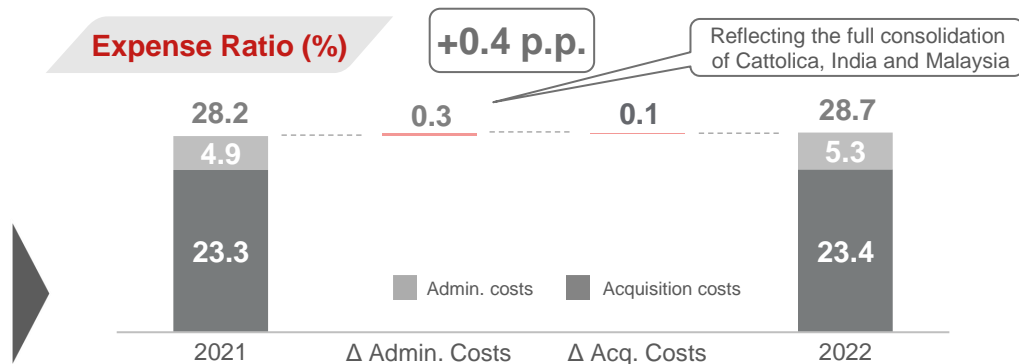 Expense Ratio (%)
+0.4 p.p.
Reflecting the full consolidation
of Cattolica, India and Malaysia
28.2
0.3
0.1
28.7
4.9
5.3
23.3
23.4
Admin. costs
Acquisition costs
2021
Δ Admin. Costs
Δ Acq. Costs
2022